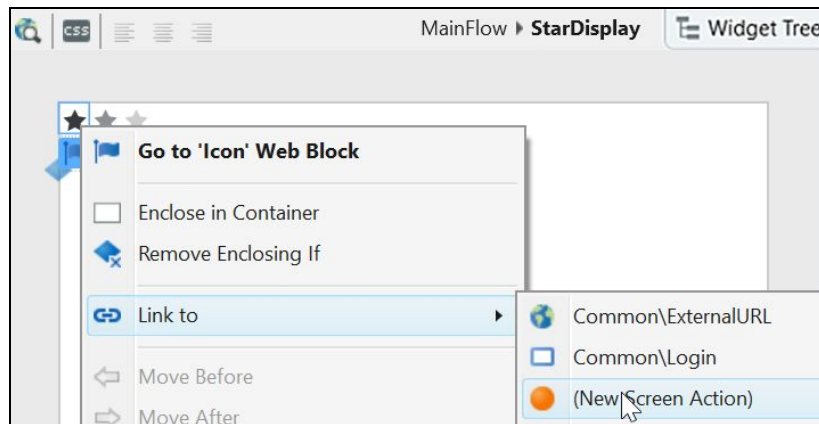 css MainFlow StarDisplay Widget Tree
Go to 'Icon' Web Block
Enclose in Container
Remove Enclosing If
Link to
Common\ExternalURL
Common\Login
Move Before
(New Screen Action)
Move After